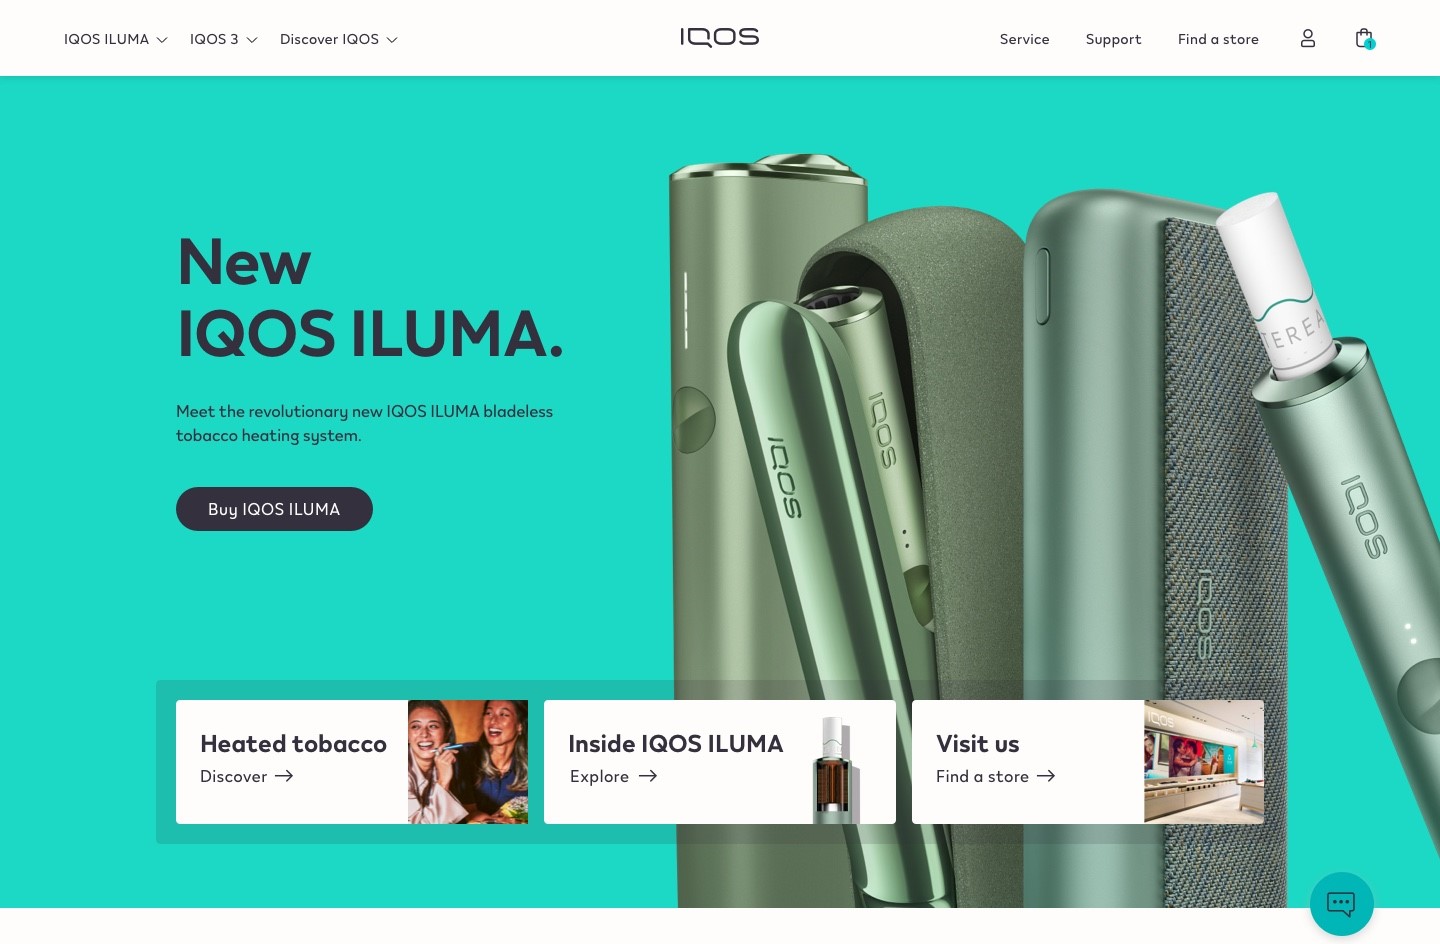 IQOS ILUMA
IQOS 3
Discover IQOS
IQOS
Service
Support
Find a store
1
New
IQOS ILUMA.
Meet the revolutionary new IQOS ILUMA bladeless
tobacco heating system.
Buy IQOS ILUMA
IQOS
IQOS
IQOS
IQOS
TEREA
Heated tobacco
Discover
Inside IQOS ILUMA
Explore
Visit us
Find a store
IQOS